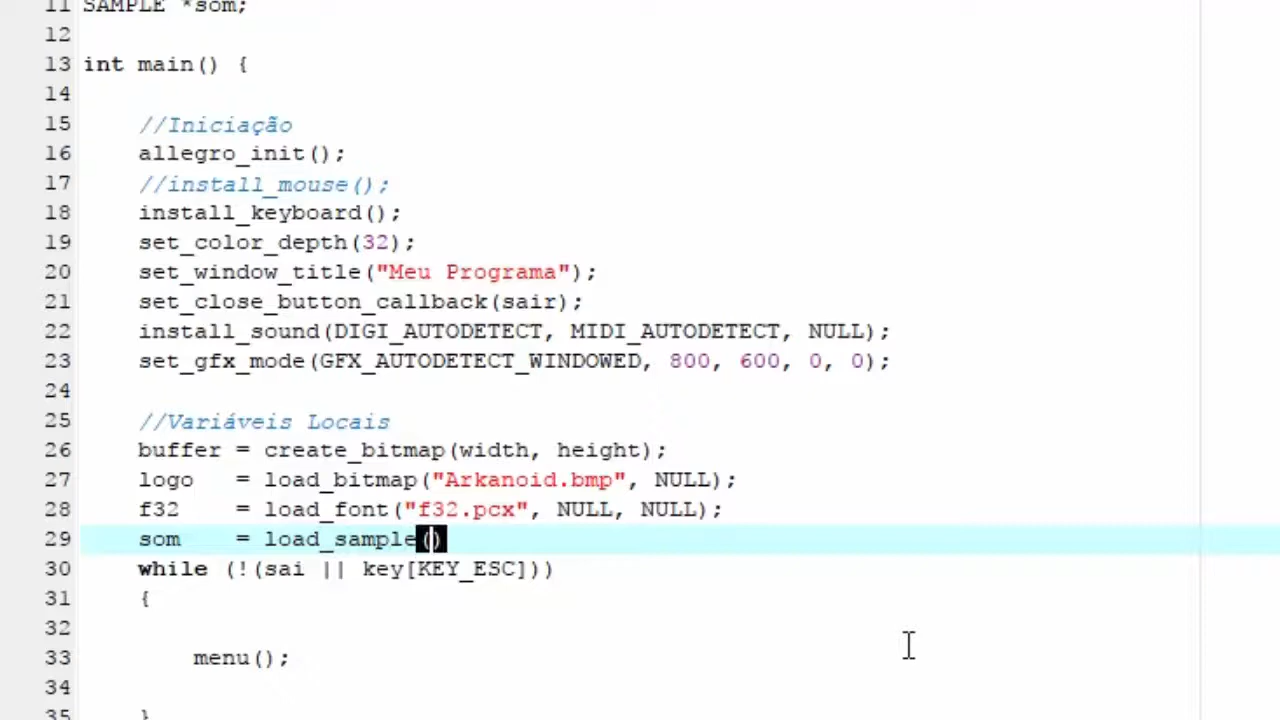 11 SAMPLE *som;
12
13 int main() {
14
15 //Iniciação
16 allegro_init();
17 //install_mouse();
18 install_keyboard();
19 set_color_depth(32);
20 set_window_title("Meu Programa");
21 set_close_button_callback(sair);
22 install_sound(DIGI_AUTODETECT, MIDI_AUTODETECT, NULL);
23 set_gfx_mode(GFX_AUTODETECT_WINDOWED, 800, 600, 0, 0);
24
25 //Variáveis Locais
26 buffer = create_bitmap(width, height);
27 logo = load_bitmap("Arkanoid.bmp", NULL);
28 f32 = load_font("f32.pcx", NULL, NULL);
29 som = load_sample()
30 while (!(sai || key[KEY_ESC]))
31 {
32
33 menu();
34
35 }